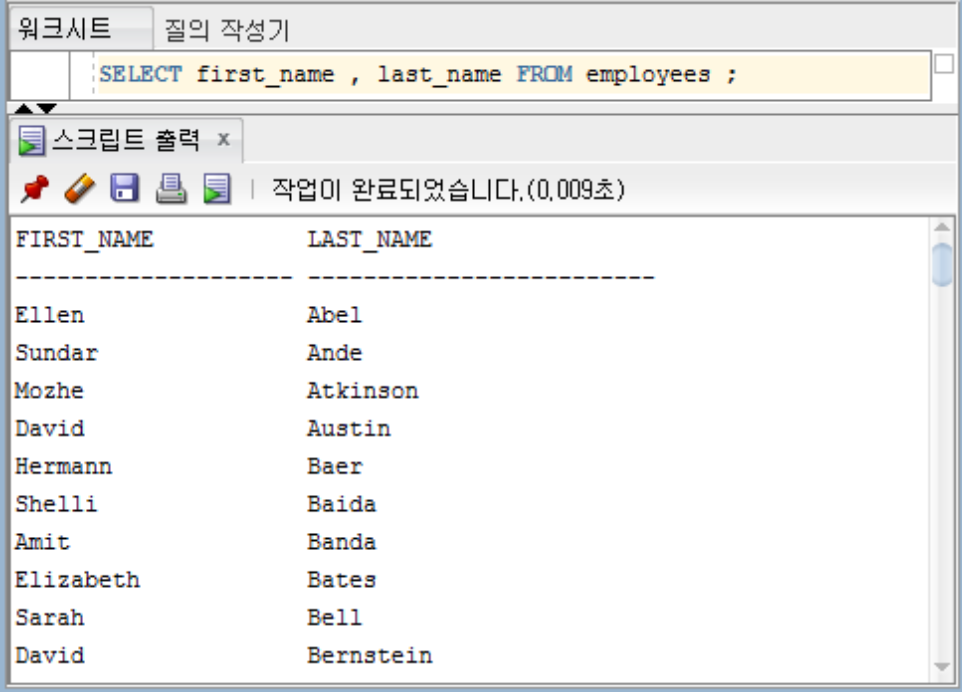 워크시트 질의 작성기
SELECT first_name , last_name FROM employees ;
스크립트 출력 x
작업이 완료되었습니다.(0,009초)
FIRST_NAME LAST_NAME
-------------------- -------------------------
Ellen Abel
Sundar Ande
Mozhe Atkinson
David Austin
Hermann Baer
Shelli Baida
Amit Banda
Elizabeth Bates
Sarah Bell
David Bernstein